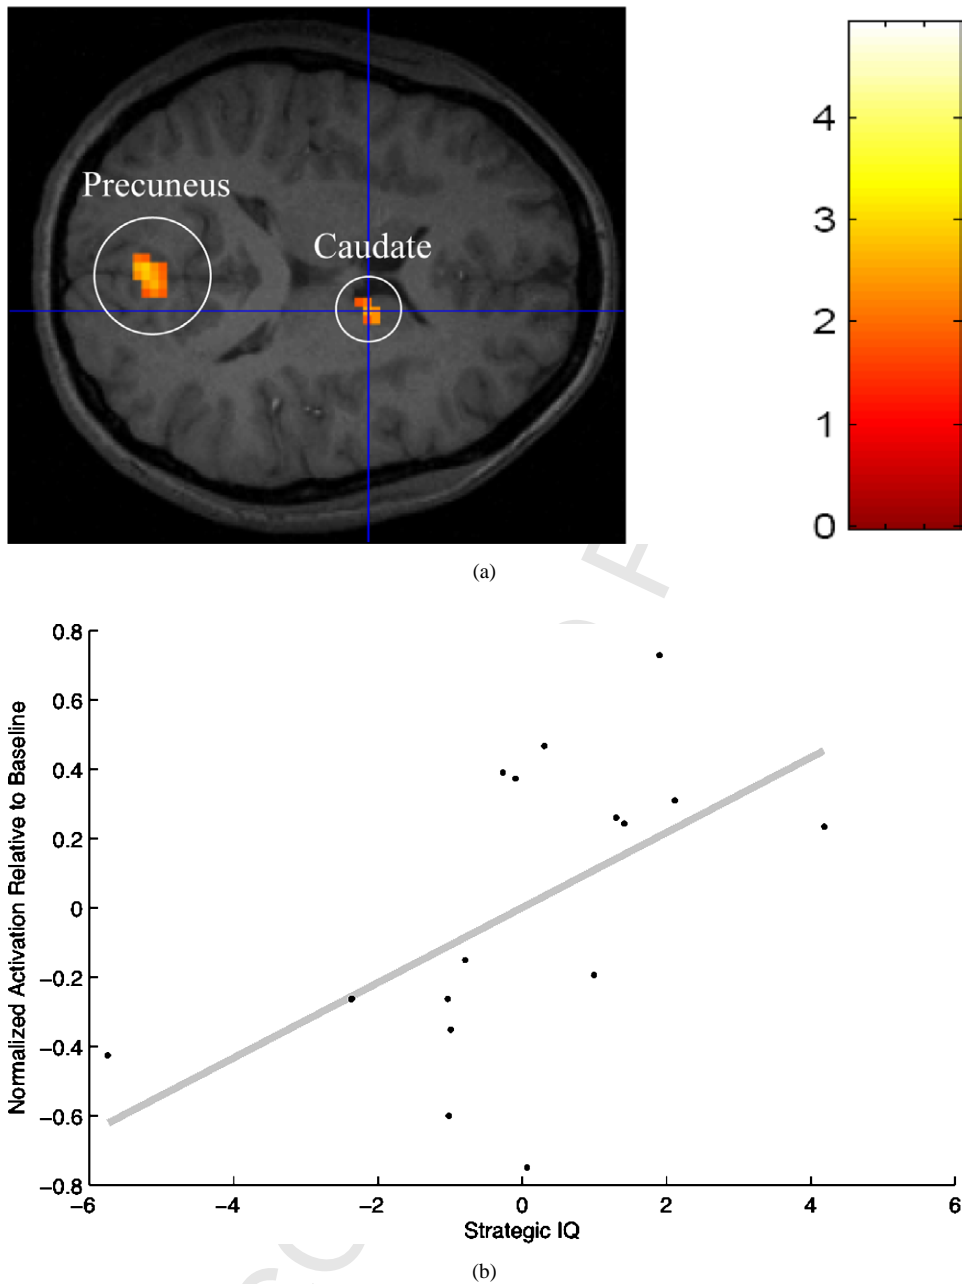 Precuneus
Caudate
4
3
2
1
0
(a)
0.8
0.6
0.4
0.2
0
−0.2
−0.4
−0.6
−0.8
Normalized Activation Relative to Baseline
−6 −4 −2 0 2 4 6
Strategic IQ
(b)